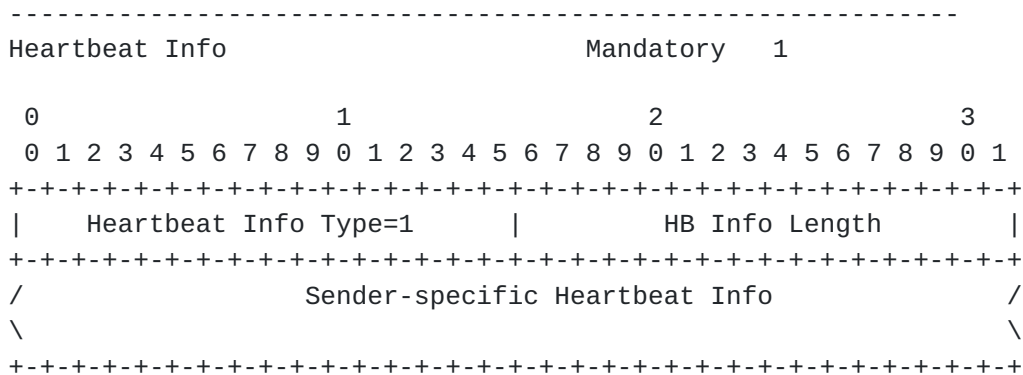 -------------------------------------------------------------
Heartbeat Info                       Mandatory   1
 0                   1                   2                   3
 0 1 2 3 4 5 6 7 8 9 0 1 2 3 4 5 6 7 8 9 0 1 2 3 4 5 6 7 8 9 0 1
+-+-+-+-+-+-+-+-+-+-+-+-+-+-+-+-+-+-+-+-+-+-+-+-+-+-+-+-+-+-+-+-+
|    Heartbeat Info Type=1      |         HB Info Length        |
+-+-+-+-+-+-+-+-+-+-+-+-+-+-+-+-+-+-+-+-+-+-+-+-+-+-+-+-+-+-+-+-+
/                  Sender-specific Heartbeat Info               /
\                                                               \
+-+-+-+-+-+-+-+-+-+-+-+-+-+-+-+-+-+-+-+-+-+-+-+-+-+-+-+-+-+-+-+-+